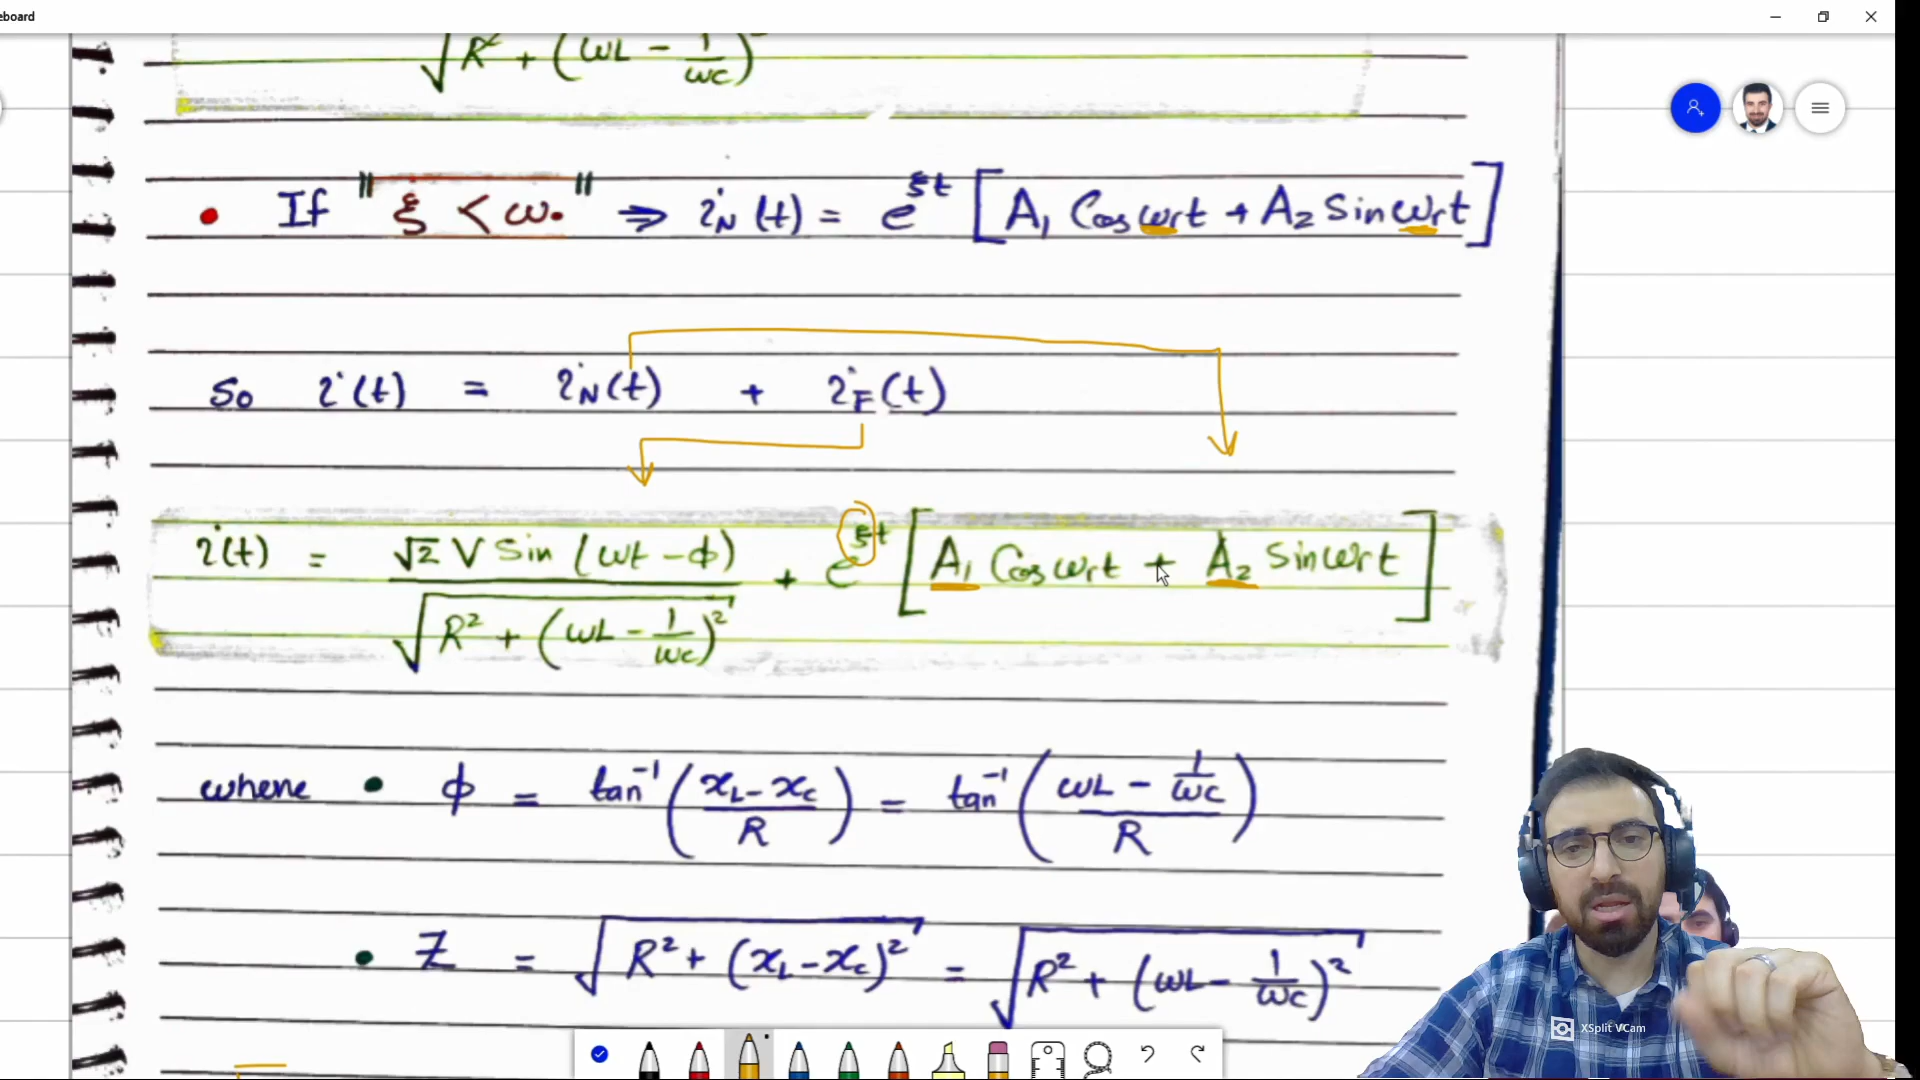 eboard
√R² + (ωL - 1/ωc)²
• If "ξ < ω•" ⇒ i_N(t) = e^ξt [A₁ Cos ωrt + A₂ Sin ωrt]
So i(t) = i_N(t) + i_F(t)
i(t) = √2 V Sin (ωt - ϕ) / √R² + (ωL - 1/ωc)² + e^ξt [A₁ Cos ωrt + A₂ Sin ωrt]
where • ϕ = tan⁻¹ (x_L - x_c / R) = tan⁻¹ (ωL - 1/ωc / R)
• Z = √R² + (x_L - x_c)² = √R² + (ωL - 1/ωc)²
XSplit VCam